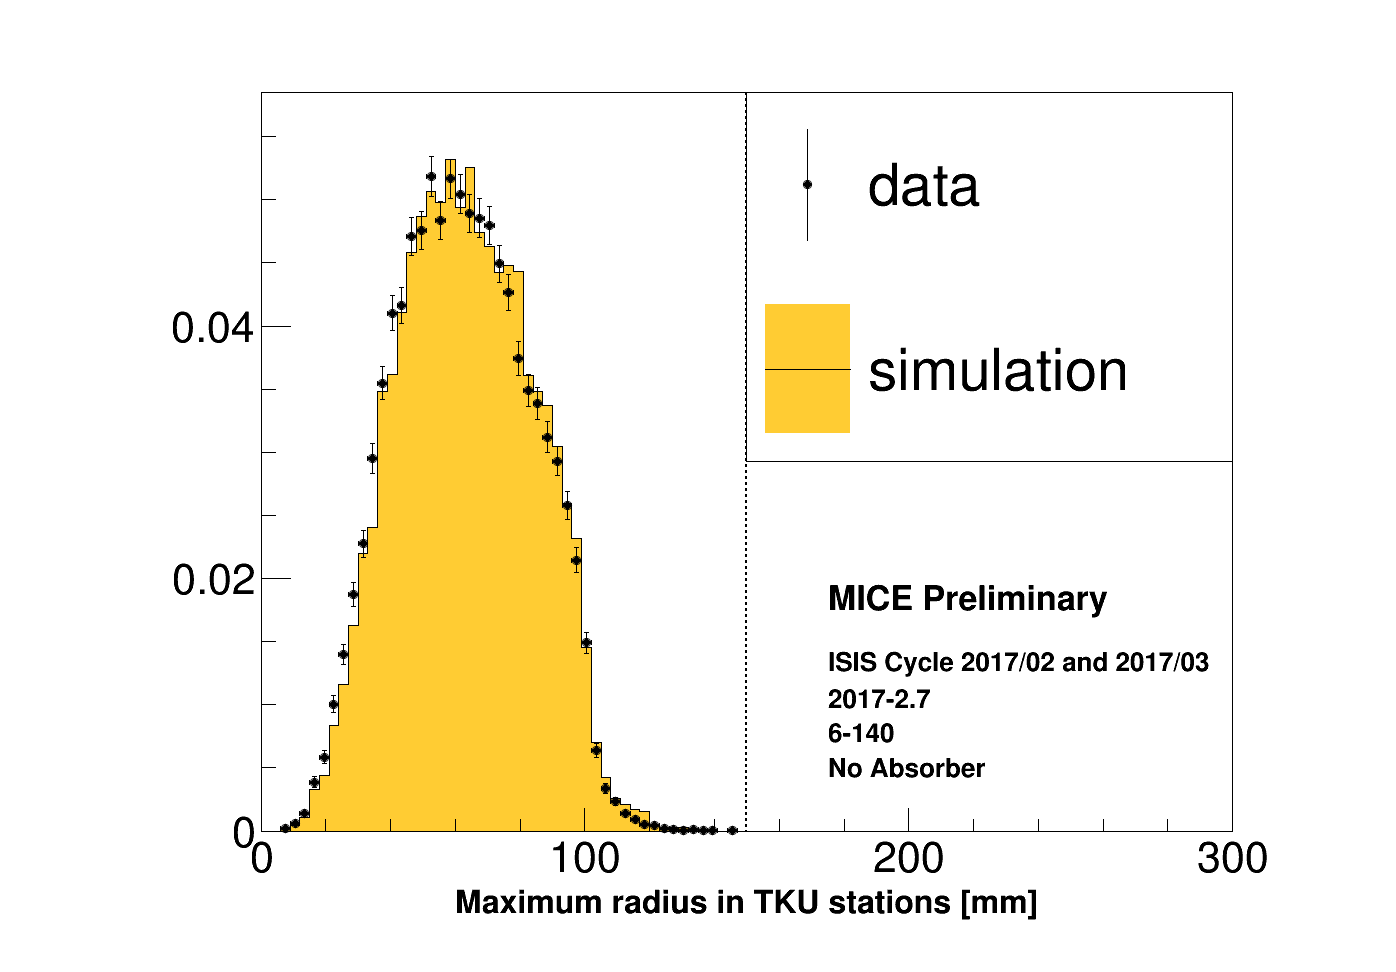 data
simulation
0.04
0.02
0
MICE Preliminary
ISIS Cycle 2017/02 and 2017/03
2017-2.7
6-140
No Absorber
0 100 200 300
Maximum radius in TKU stations [mm]